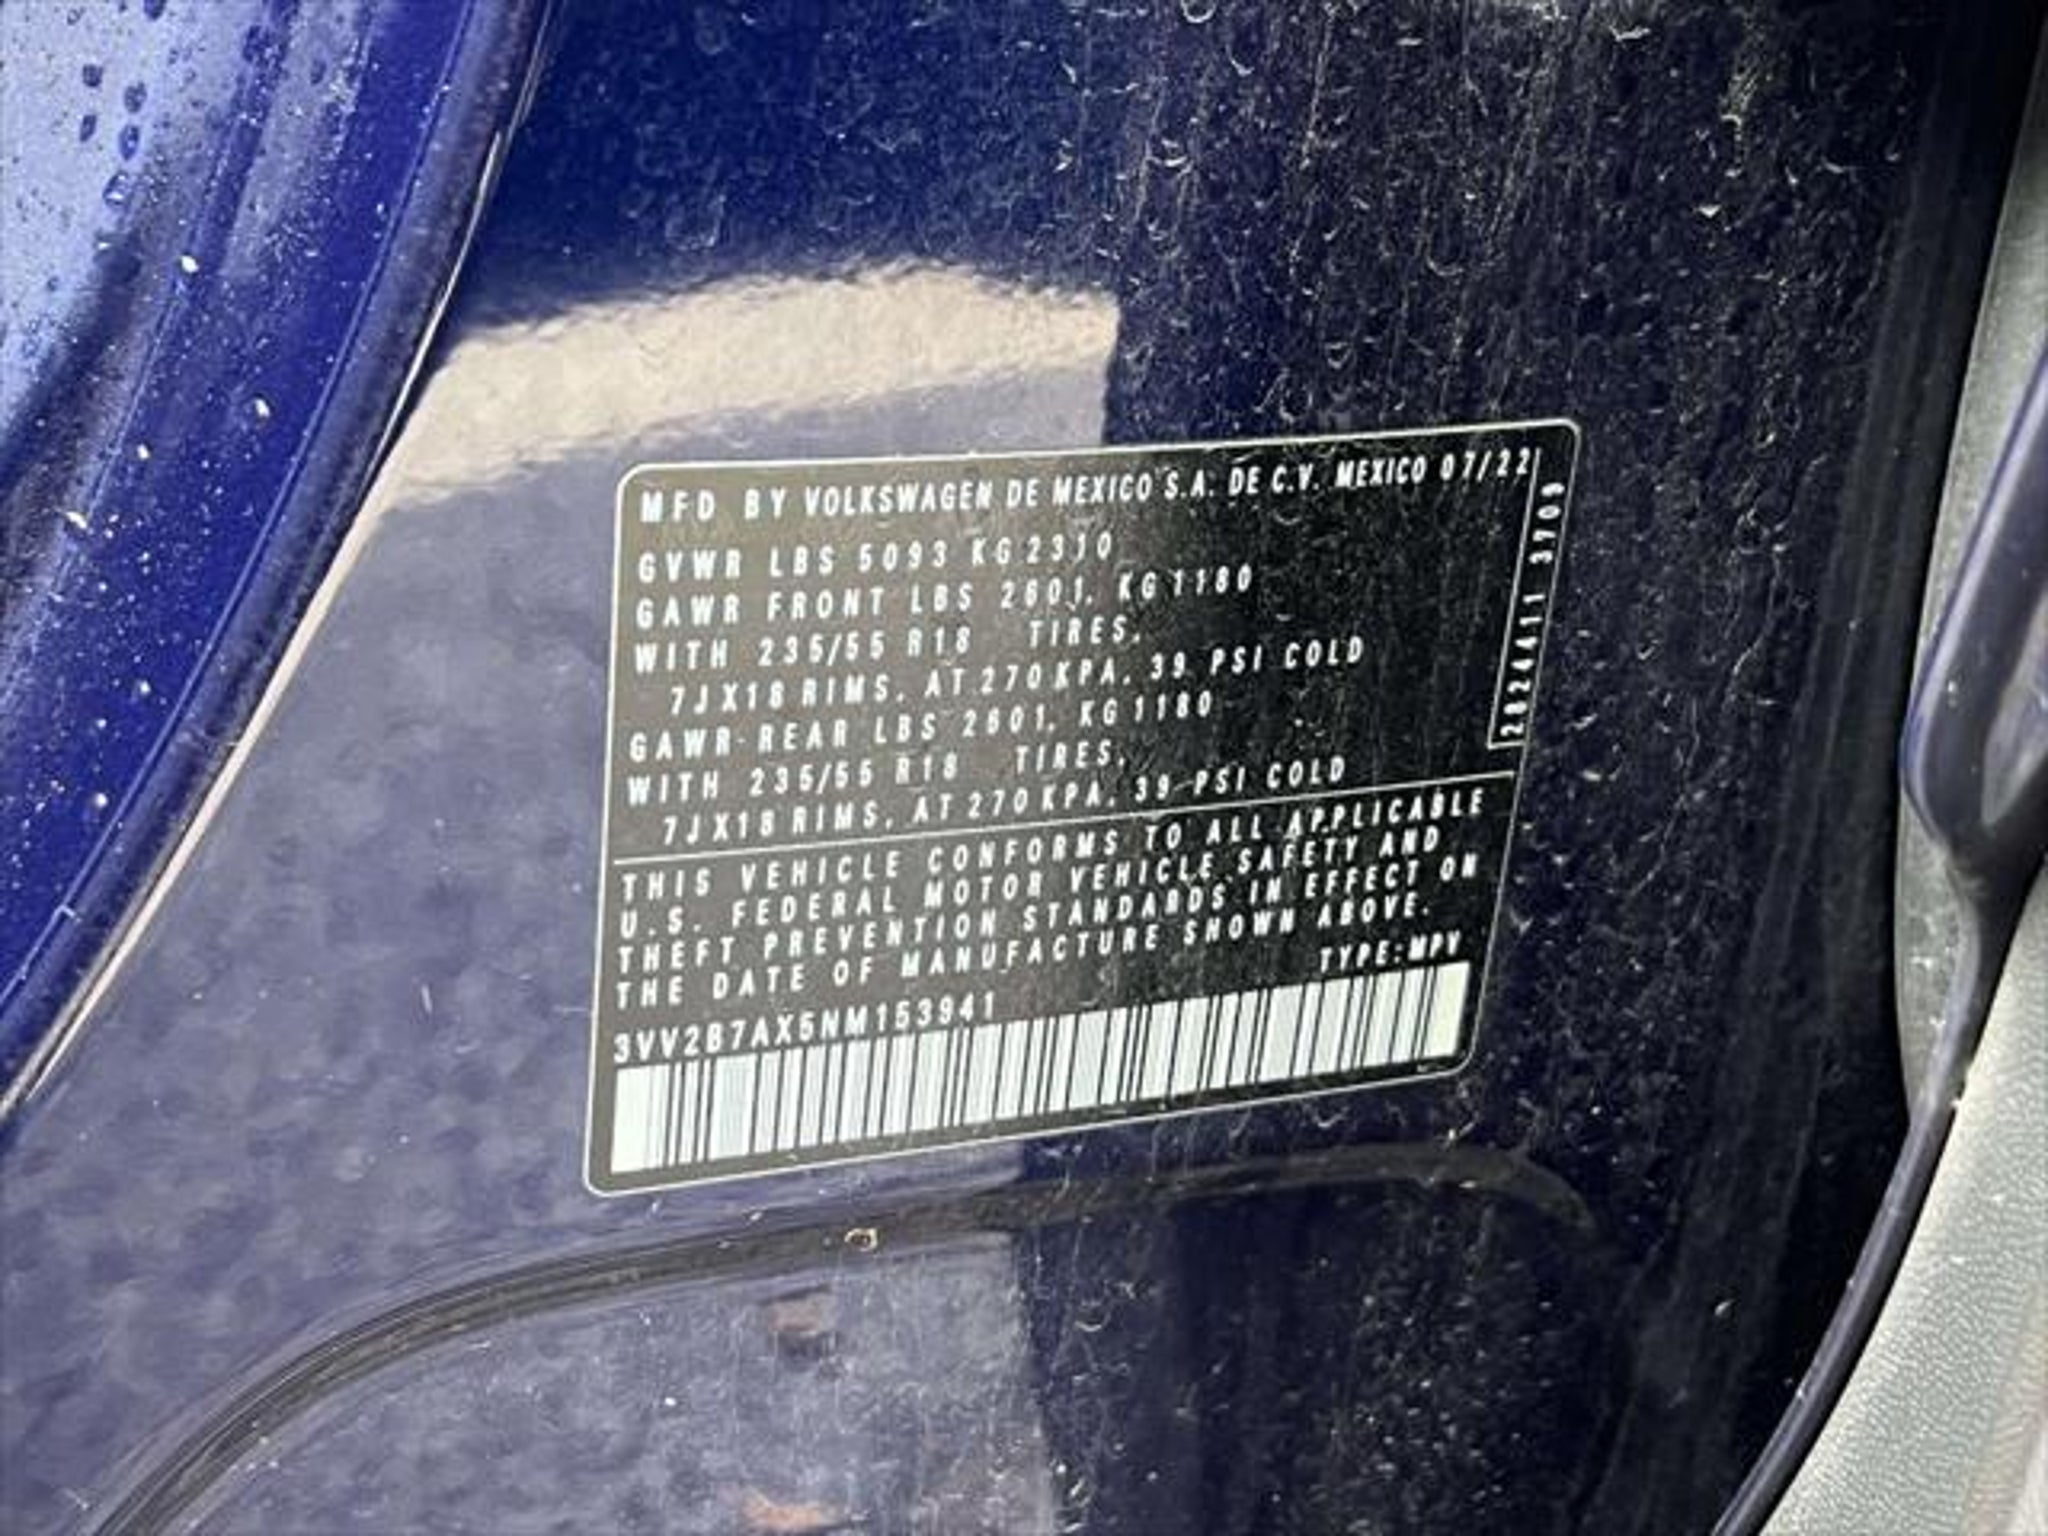 MFD BY VOLKSWAGEN DE MEXICO S.A. DE C.V. MEXICO 07/22
GVWR LBS 5093 KG 2310
GAWR FRONT LBS 2601, KG 1180
WITH 235/55 R18 TIRES,
7JX18 RIMS, AT 270 KPA, 39 PSI COLD
GAWR-REAR LBS 2601, KG 1180
WITH 235/55 R18 TIRES,
7JX18 RIMS, AT 270 KPA, 39 PSI COLD
2824411 3709
THIS VEHICLE CONFORMS TO ALL APPLICABLE
U.S. FEDERAL MOTOR VEHICLE SAFETY AND
THEFT PREVENTION STANDARDS IN EFFECT ON
THE DATE OF MANUFACTURE SHOWN ABOVE.
TYPE:MPV
3VV2B7AX5NM153941